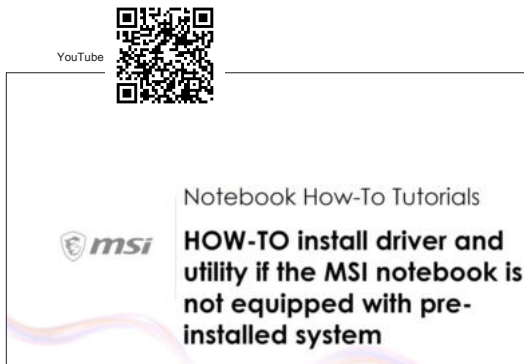 YouTube
Notebook How-To Tutorials
msi
HOW-TO install driver and
utility if the MSI notebook is
not equipped with pre-
installed system